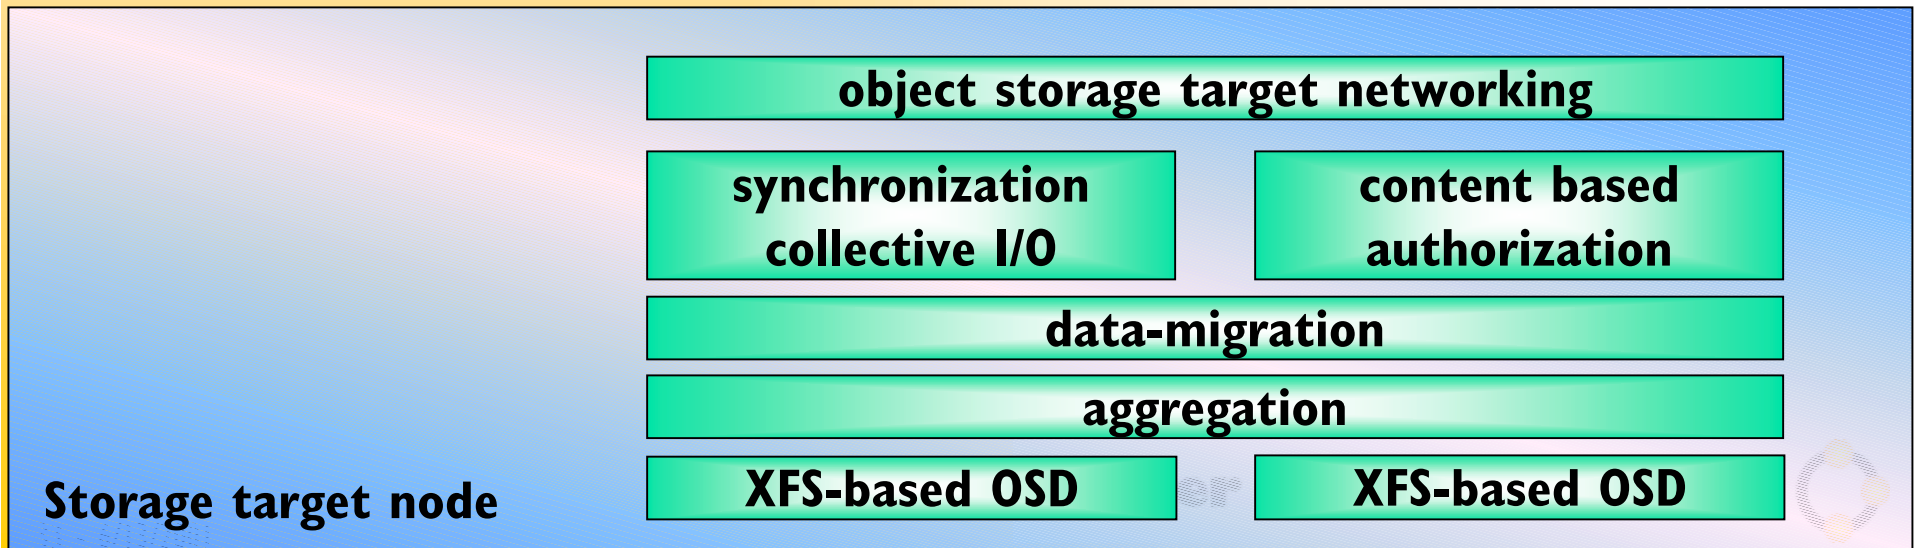 object storage target networking
synchronization
collective I/O
content based
authorization
data-migration
aggregation
XFS-based OSD
XFS-based OSD
Storage target node